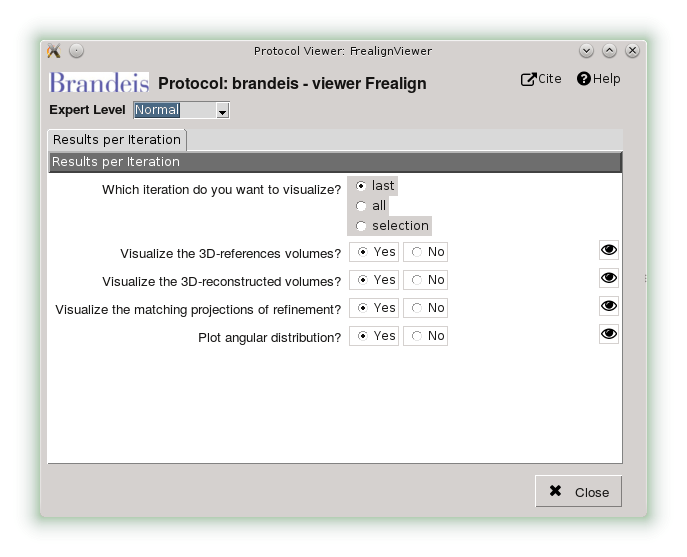 Protocol Viewer: FrealignViewer
Brandeis Protocol: brandeis - viewer Frealign Cite Help
Expert Level Normal
Results per Iteration
Results per Iteration
Which iteration do you want to visualize? last
all
selection
Visualize the 3D-references volumes? Yes No
Visualize the 3D-reconstructed volumes? Yes No
Visualize the matching projections of refinement? Yes No
Plot angular distribution? Yes No
Close